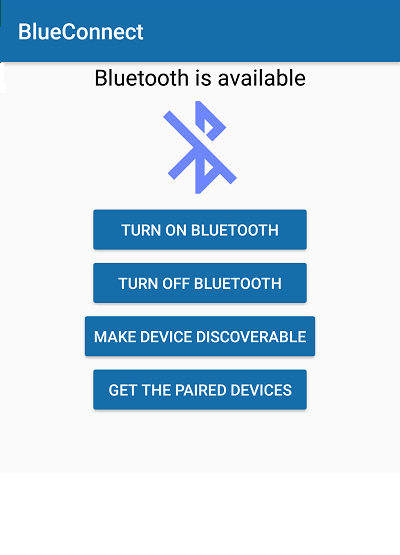 BlueConnect
Bluetooth is available
TURN ON BLUETOOTH
TURN OFF BLUETOOTH
MAKE DEVICE DISCOVERABLE
GET THE PAIRED DEVICES